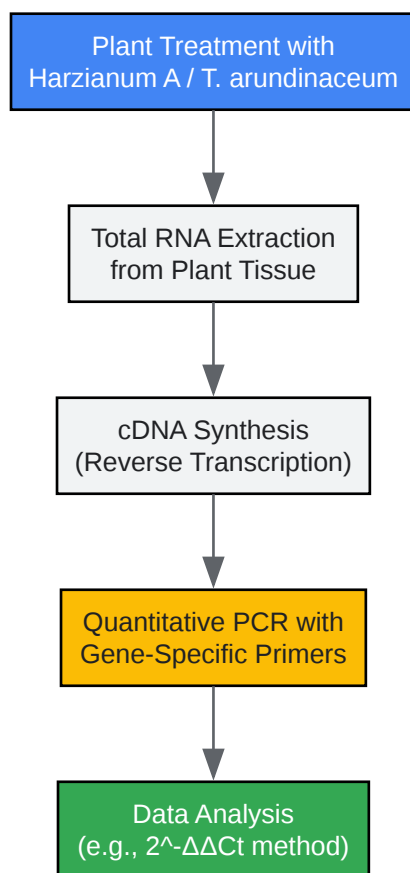 Plant Treatment with
Harzianum A / T. arundinaceum
Total RNA Extraction
from Plant Tissue
cDNA Synthesis
(Reverse Transcription)
Quantitative PCR with
Gene-Specific Primers
Data Analysis
(e.g., 2^-ΔΔCt method)